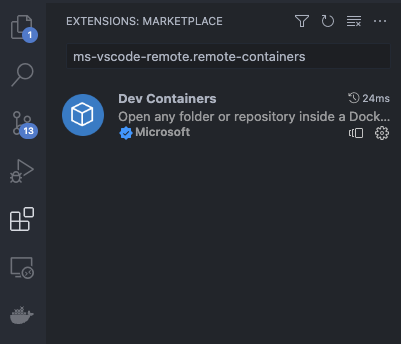 EXTENSIONS: MARKETPLACE
1
ms-vscode-remote.remote-containers
Dev Containers
24ms
Open any folder or repository inside a Dock...
Microsoft
13